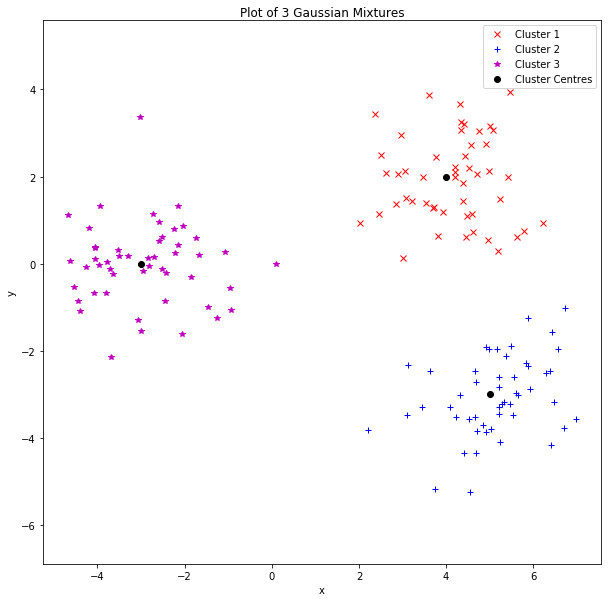 Plot of 3 Gaussian Mixtures
Cluster 1
Cluster 2
Cluster 3
Cluster Centres
4
2
0
−2
−4
−6
y
−4
−2
0
2
4
6
x